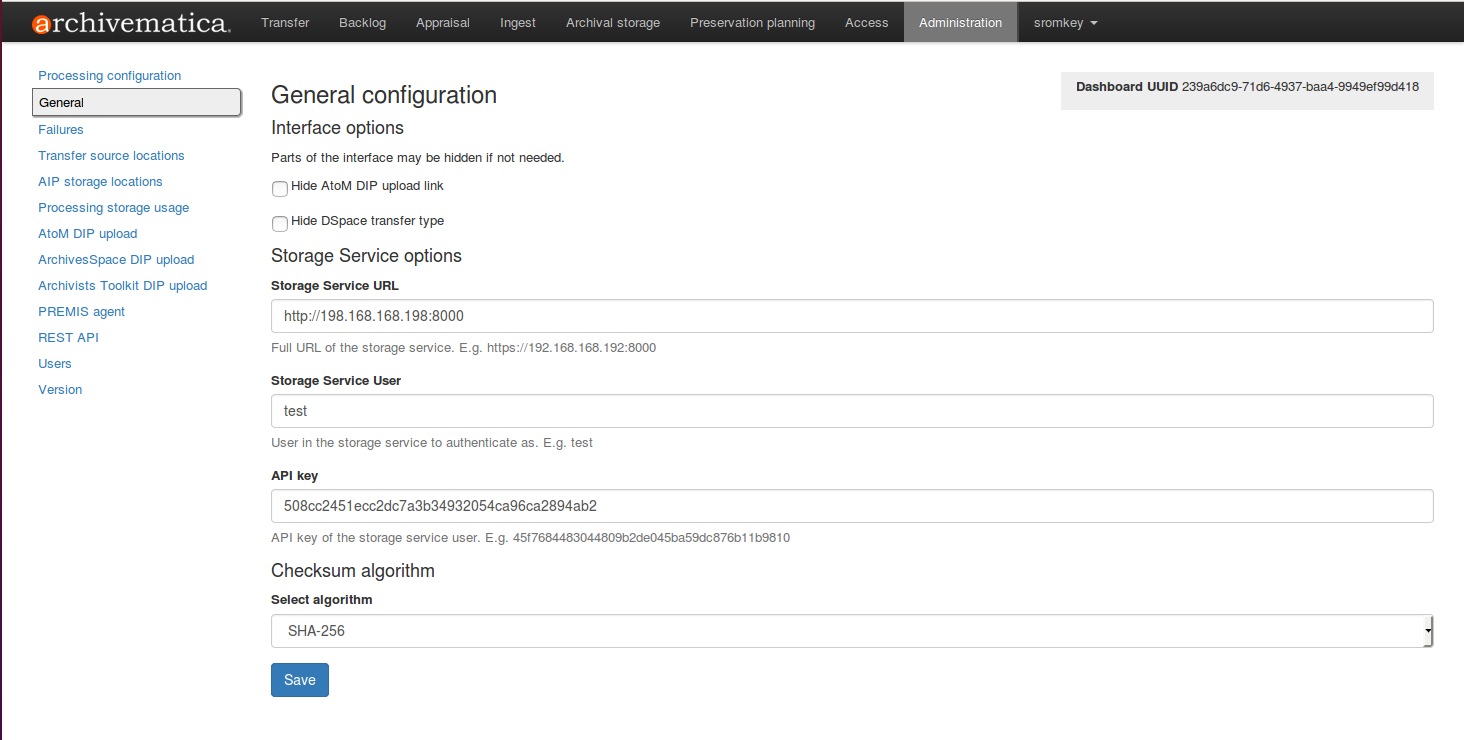 archivematica. Transfer Backlog Appraisal Ingest Archival storage Preservation planning Access Administration sromkey
Processing configuration
General
Failures
Transfer source locations
AIP storage locations
Processing storage usage
AtoM DIP upload
ArchivesSpace DIP upload
Archivists Toolkit DIP upload
PREMIS agent
REST API
Users
Version
General configuration
Dashboard UUID 239a6dc9-71d6-4937-baa4-9949ef99d418
Interface options
Parts of the interface may be hidden if not needed.
Hide AtoM DIP upload link
Hide DSpace transfer type
Storage Service options
Storage Service URL
http://198.168.168.198:8000
Full URL of the storage service. E.g. https://192.168.168.192:8000
Storage Service User
test
User in the storage service to authenticate as. E.g. test
API key
508cc2451ecc2dc7a3b34932054ca96ca2894ab2
API key of the storage service user. E.g. 45f7684483044809b2de045ba59dc876b11b9810
Checksum algorithm
Select algorithm
SHA-256
Save